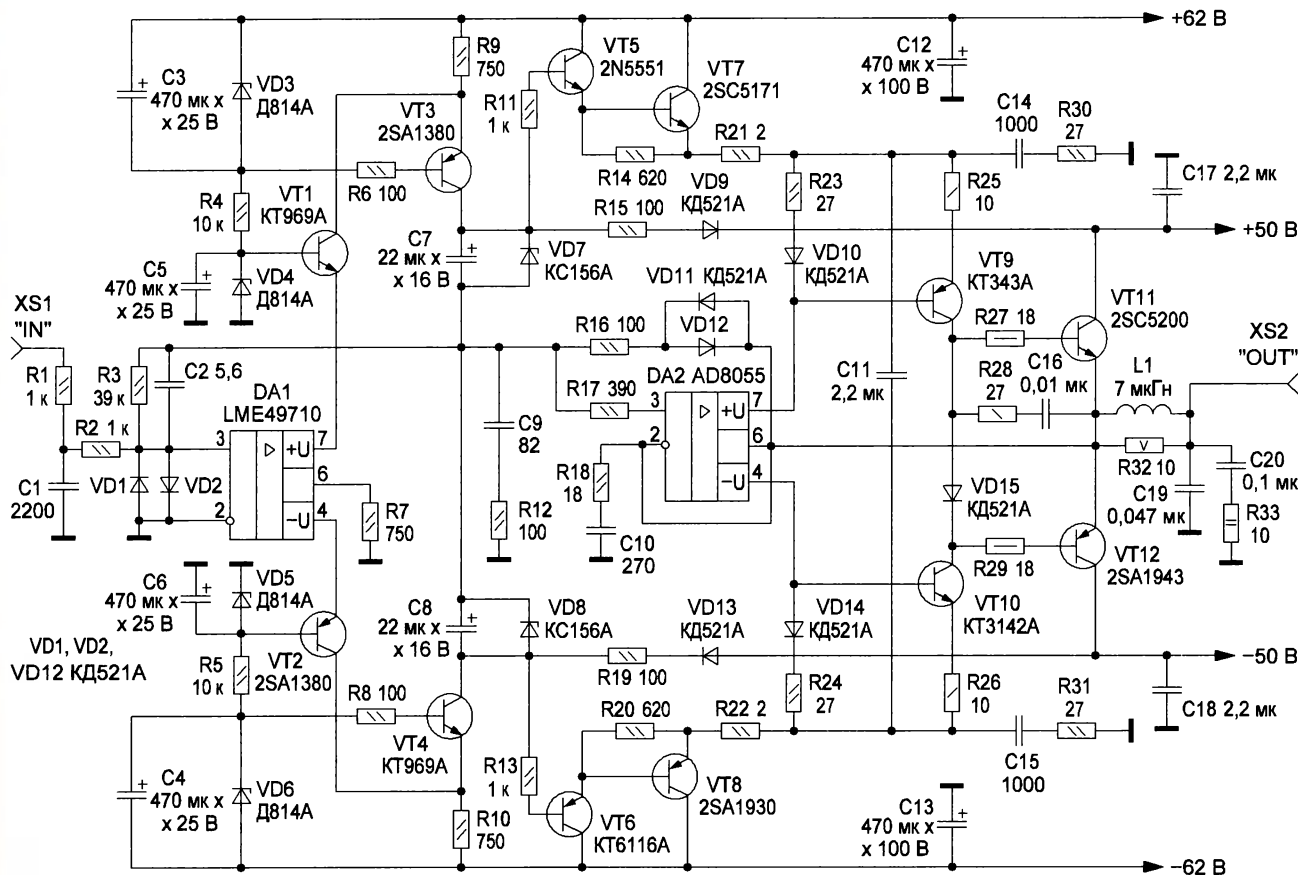 +62 В
C3
470 мк х
х 25 В
VD3
Д814А
R9
750
VT5
2N5551
VT7
2SC5171
C12
470 мк х
х 100 В
VT3
2SA1380
R11
1 к
R21 2
C14
1000
R30
27
R4
10 к
VT1
КТ969А
R6 100
R14 620
R15 100
VD9
КД521А
R23
27
R25
10
C17 2,2 мк
+50 В
C5
470 мк х
х 25 В
VD4
Д814А
C7
22 мк х
х 16 В
VD7
КС156А
VD10
КД521А
VD11 КД521А
VD12
VT9
КТ343А
VT11
2SC5200
XS1
"IN"
R1
1 к
R3
39 к
C2 5,6
DA1
LME49710
R16 100
R17 390
DA2 AD8055
R27 18
R28
27
C16
0,01 мк
L1
7 мкГн
XS2
"OUT"
R2 1 к
3
+U
7
6
2
−U
4
C1
2200
VD1
VD2
R7
750
C9
82
R12
100
R18
18
C10
270
3
+U
7
2
6
−U
4
C11
2,2 мк
R32 10
C19
0,047 мк
C20
0,1 мк
R33
10
VD15
КД521А
R29 18
VT12
2SA1943
C6
470 мк х
х 25 В
VD5
Д814А
VD1, VD2,
VD12 КД521А
R5
10 к
VT2
2SA1380
C8
22 мк х
х 16 В
VD8
КС156А
VD13
КД521А
VD14
КД521А
VT10
КТ3142А
−50 В
R19 100
R8 100
R20 620
R22 2
R24
27
R26
10
R31
27
C18 2,2 мк
VT4
КТ969А
C4
470 мк х
х 25 В
VD6
Д814А
R13
1 к
R10
750
VT6
КТ6116А
VT8
2SA1930
C15
1000
C13
470 мк х
х 100 В
−62 В